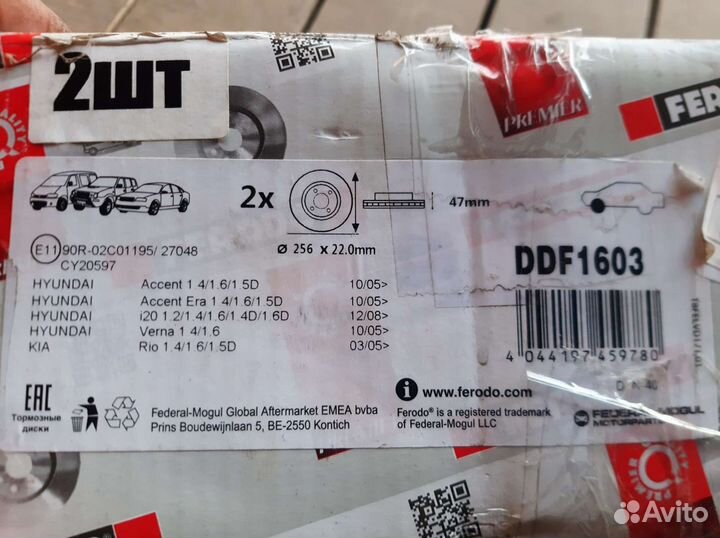 2ШТ
PREMIER
FER
2x
47mm
ø 256 x 22.0mm
E11 90R-02C01195/ 27048
CY20597
DDF1603
HYUNDAI Accent 1 4/1.6/1 5D 10/05>
HYUNDAI Accent Era 1 4/1.6/1 5D 10/05>
HYUNDAI i20 1.2/1.4/1.6/1 4D/1.6D 12/08>
HYUNDAI Verna 1 4/1.6 10/05>
KIA Rio 1.4/1.6/1.5D 03/05>
4 044197 459780
EAC
Тормозные
диски
Federal-Mogul Global Aftermarket EMEA bvba
Prins Boudewijnlaan 5, BE-2550 Kontich
i www.ferodo.com
Ferodo® is a registered trademark
of Federal-Mogul LLC
FEDERAL-MOGUL
MOTORPARTS
PREMIER
FERO
Avito